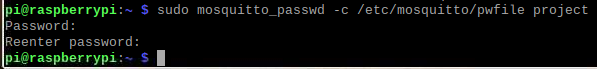 pi@raspberrypi:~ $ sudo mosquitto_passwd -c /etc/mosquitto/pwfile project
Password:
Reenter password:
pi@raspberrypi:~ $